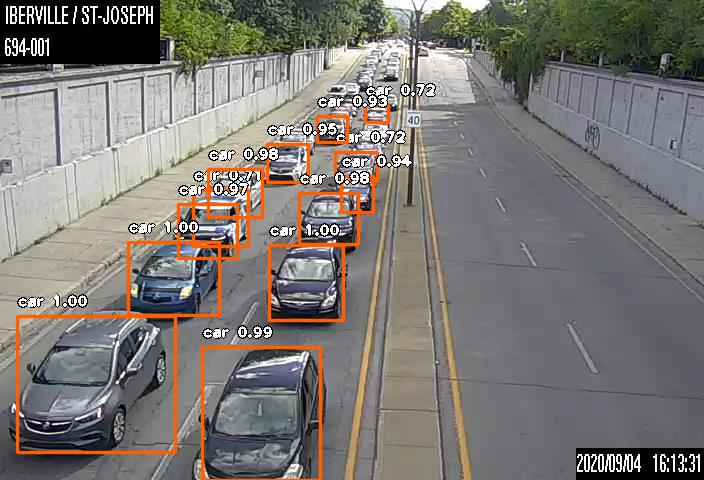 IBERVILLE / ST-JOSEPH
694-001
car 0.72
car 0.93
car 0.95
car 0.72
car 0.98
car 0.94
car 0.71
car 0.98
car 0.97
car 1.00
car 1.00
car 1.00
car 0.99
40
2020/09/04 16:13:31